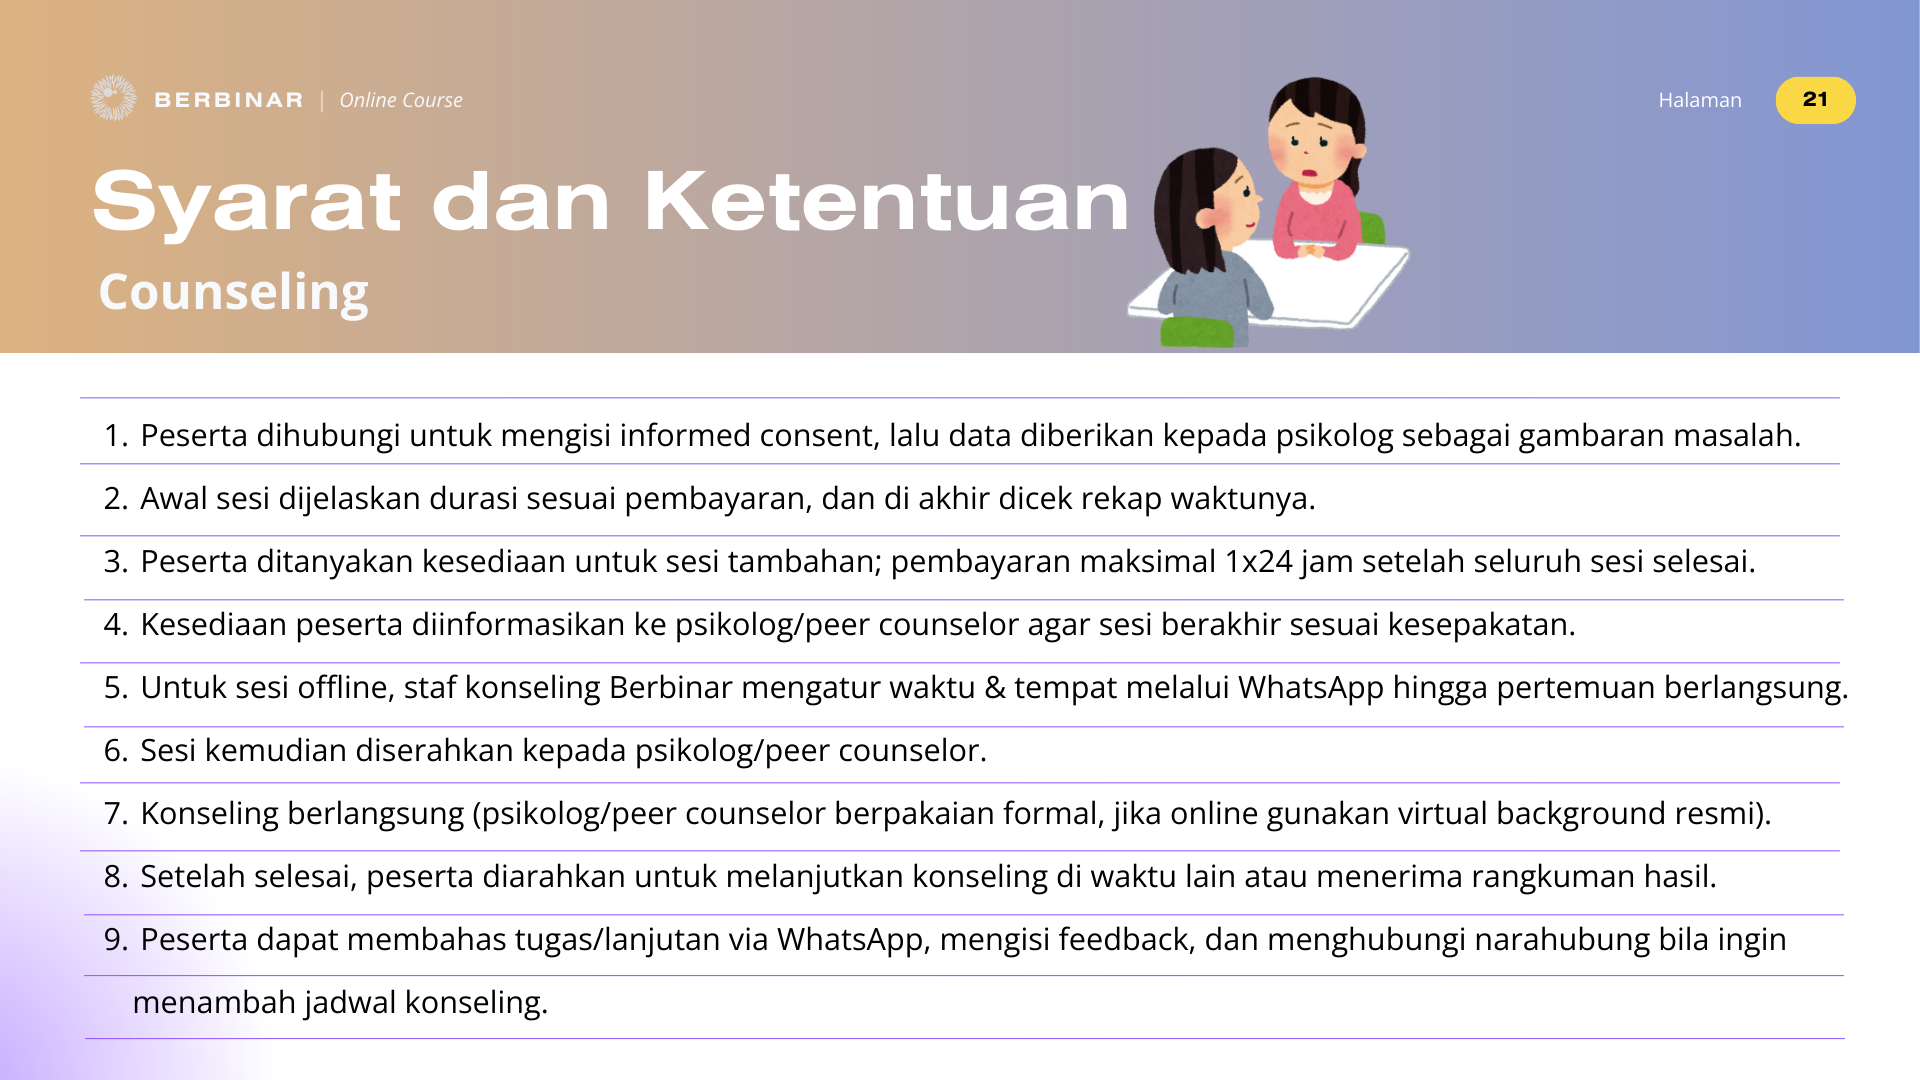 BERBINAR | Online Course
Halaman 21
Syarat dan Ketentuan
Counseling
1. Peserta dihubungi untuk mengisi informed consent, lalu data diberikan kepada psikolog sebagai gambaran masalah.
2. Awal sesi dijelaskan durasi sesuai pembayaran, dan di akhir dicek rekap waktunya.
3. Peserta ditanyakan kesediaan untuk sesi tambahan; pembayaran maksimal 1x24 jam setelah seluruh sesi selesai.
4. Kesediaan peserta diinformasikan ke psikolog/peer counselor agar sesi berakhir sesuai kesepakatan.
5. Untuk sesi offline, staf konseling Berbinar mengatur waktu & tempat melalui WhatsApp hingga pertemuan berlangsung.
6. Sesi kemudian diserahkan kepada psikolog/peer counselor.
7. Konseling berlangsung (psikolog/peer counselor berpakaian formal, jika online gunakan virtual background resmi).
8. Setelah selesai, peserta diarahkan untuk melanjutkan konseling di waktu lain atau menerima rangkuman hasil.
9. Peserta dapat membahas tugas/lanjutan via WhatsApp, mengisi feedback, dan menghubungi narahubung bila ingin
menambah jadwal konseling.